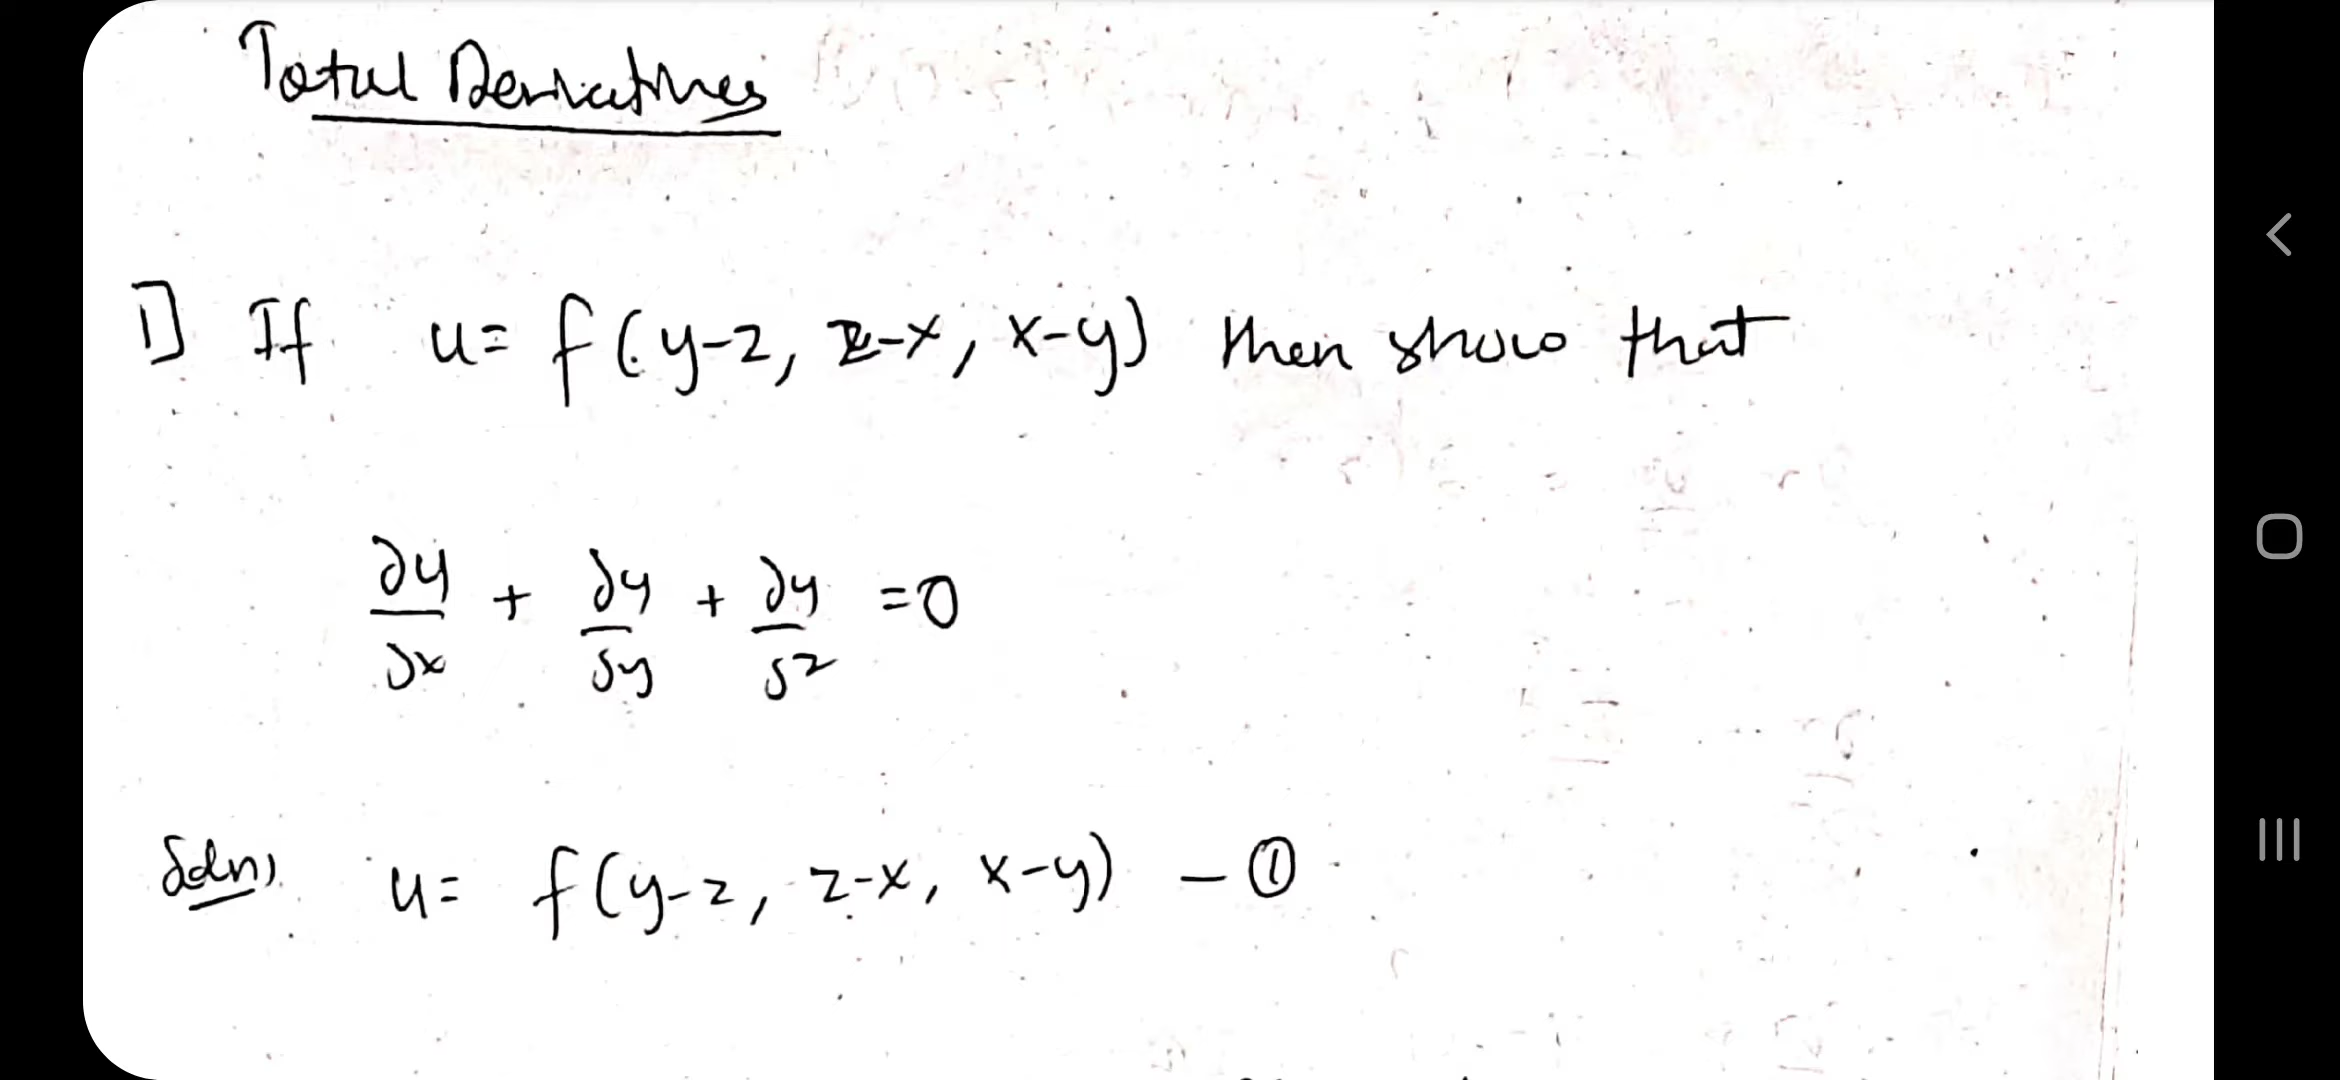 Total Derivatives
1] If u = f(y-z, z-x, x-y) then show that
∂u/∂x + ∂u/∂y + ∂u/∂z = 0
Soln) u = f(y-z, z-x, x-y) - ①